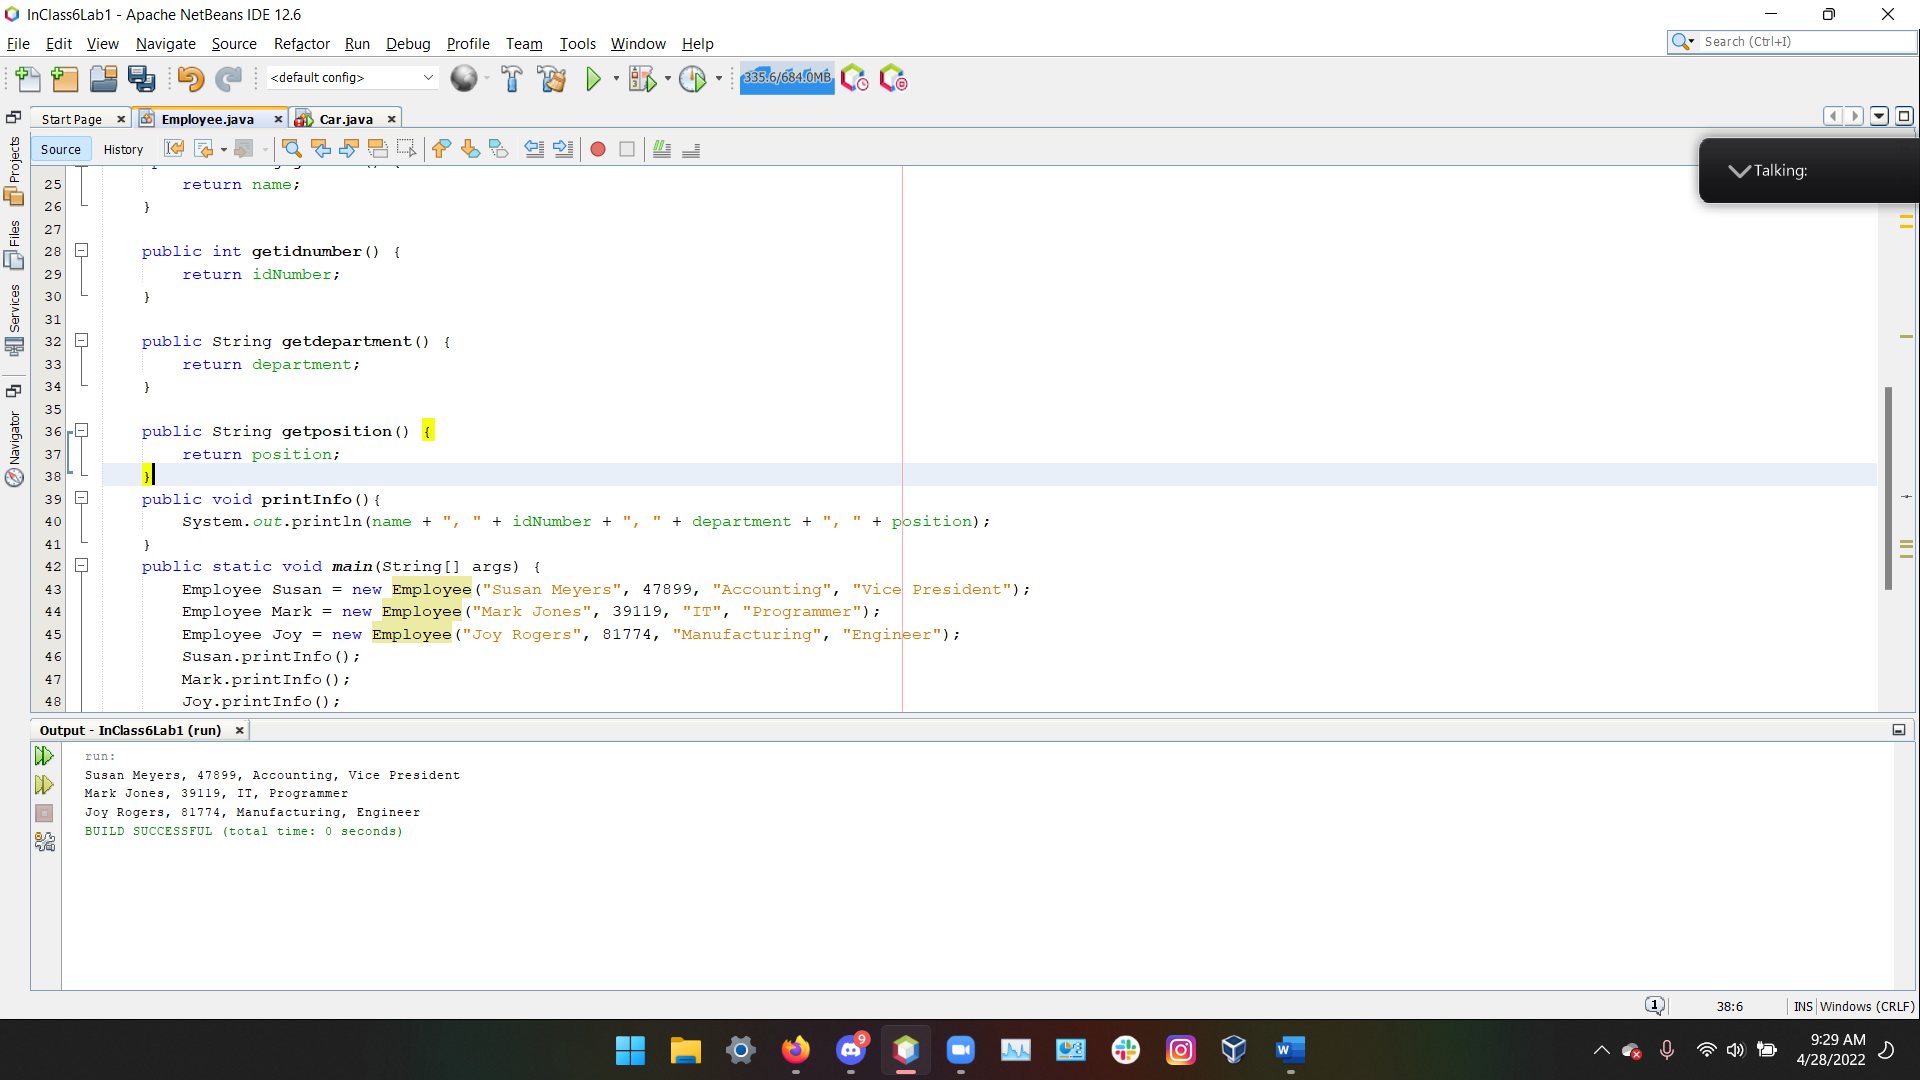 InClass6Lab1 - Apache NetBeans IDE 12.6
File Edit View Navigate Source Refactor Run Debug Profile Team Tools Window Help
Search (Ctrl+I)
<default config>
335.6/684.0MB
Start Page
Employee.java
Car.java
Source History
Talking:
Projects
Files
Services
Navigator
25 return name;
26 }
27
28 public int getidnumber() {
29 return idNumber;
30 }
31
32 public String getdepartment() {
33 return department;
34 }
35
36 public String getposition() {
37 return position;
38 }
39 public void printInfo(){
40 System.out.println(name + ", " + idNumber + ", " + department + ", " + position);
41 }
42 public static void main(String[] args) {
43 Employee Susan = new Employee("Susan Meyers", 47899, "Accounting", "Vice President");
44 Employee Mark = new Employee("Mark Jones", 39119, "IT", "Programmer");
45 Employee Joy = new Employee("Joy Rogers", 81774, "Manufacturing", "Engineer");
46 Susan.printInfo();
47 Mark.printInfo();
48 Joy.printInfo();
Output - InClass6Lab1 (run)
run:
Susan Meyers, 47899, Accounting, Vice President
Mark Jones, 39119, IT, Programmer
Joy Rogers, 81774, Manufacturing, Engineer
BUILD SUCCESSFUL (total time: 0 seconds)
1
38:6
INS
Windows (CRLF)
9
W
9:29 AM
4/28/2022